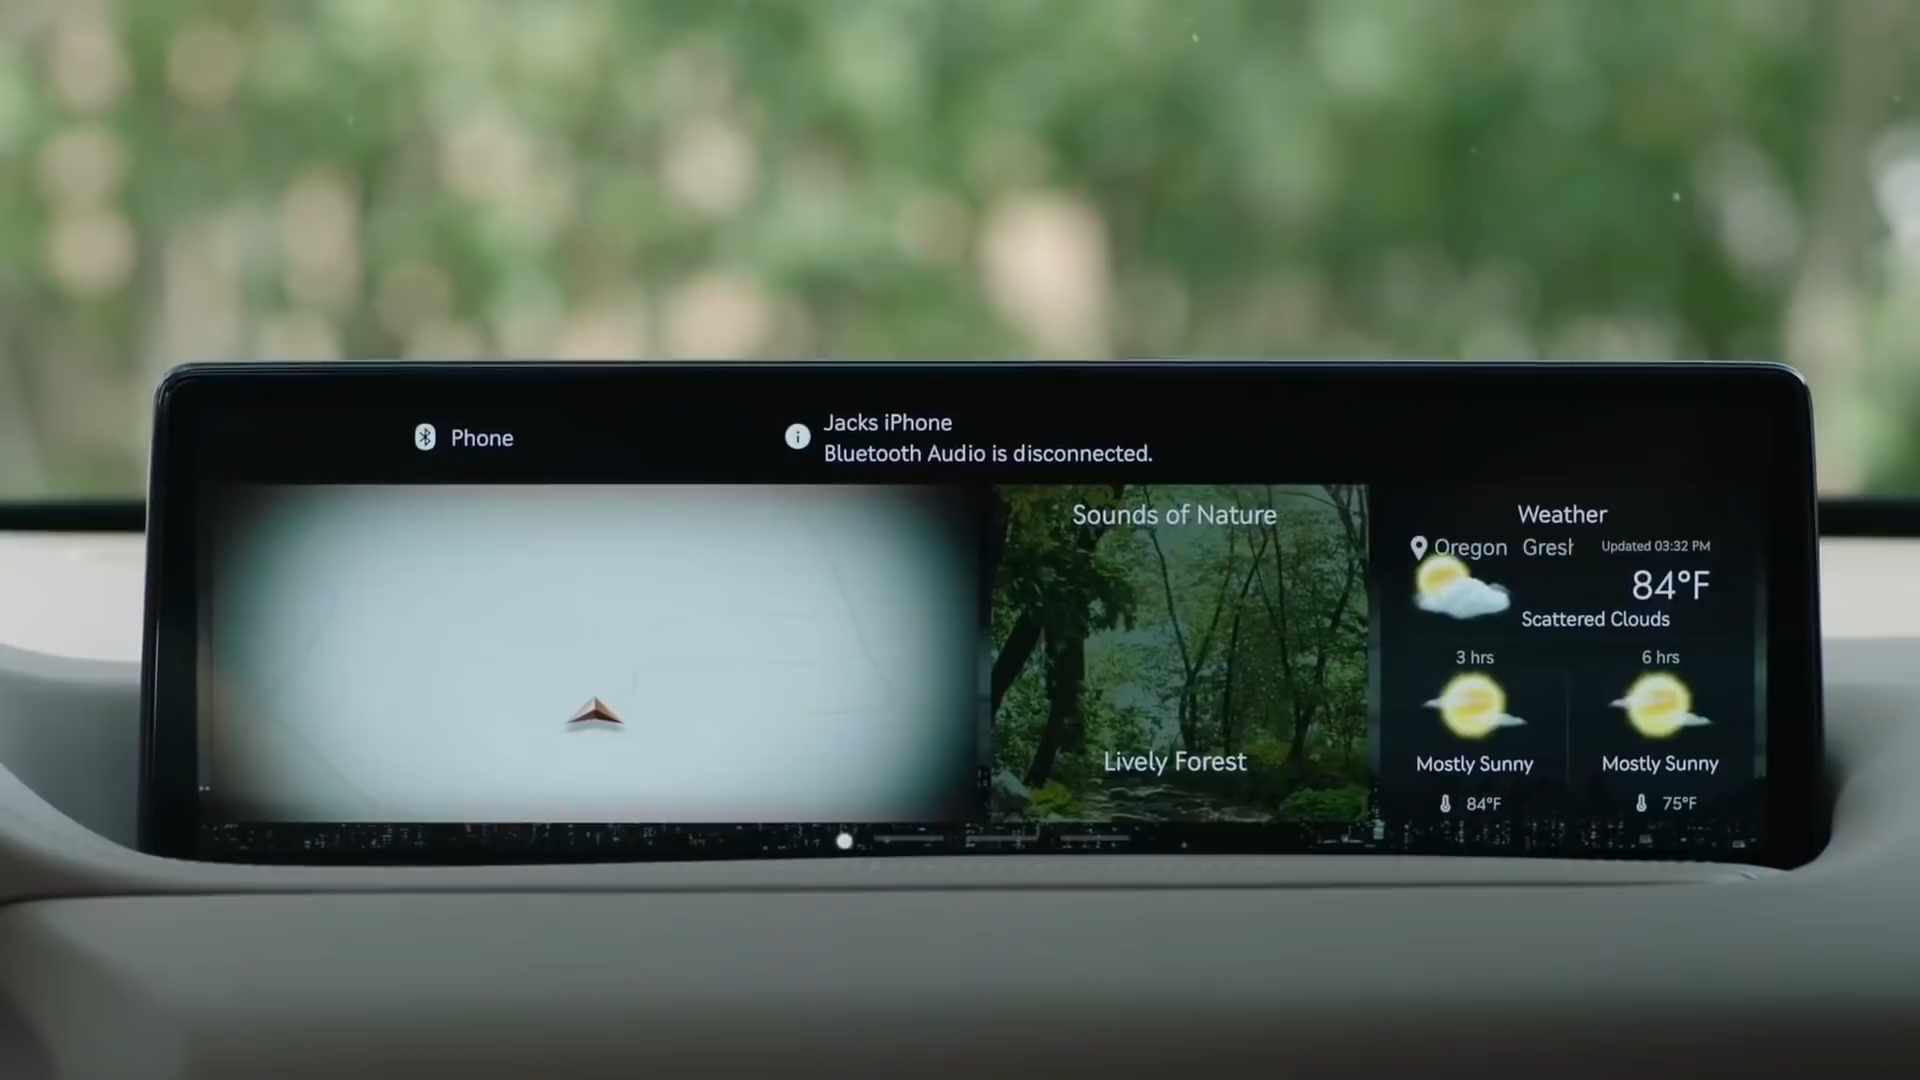 Phone
Jacks iPhone
Bluetooth Audio is disconnected.
Sounds of Nature
Lively Forest
Weather
Oregon Gresh
Updated 03:32 PM
84°F
Scattered Clouds
3 hrs
6 hrs
Mostly Sunny
Mostly Sunny
84°F
75°F